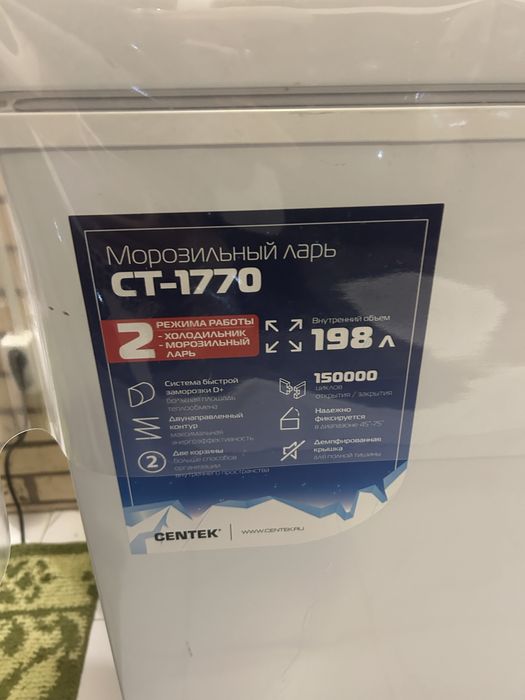 Морозильный ларь
CT-1770
2 РЕЖИМА РАБОТЫ
- ХОЛОДИЛЬНИК
- МОРОЗИЛЬНЫЙ
ЛАРЬ
Внутренний объем
198 л
Система быстрой
заморозки D+
большая площадь
теплообмена
150000
циклов
открытия / закрытия
Двунаправленный
контур
максимальная
энергоэффективность
Надежно
фиксируется
в диапазоне 45°-75°
2
Две корзины
больше способов
организации
внутреннего пространства
Демпфированная
крышка
для полной тишины
CENTEK®
WWW.CENTEK.RU